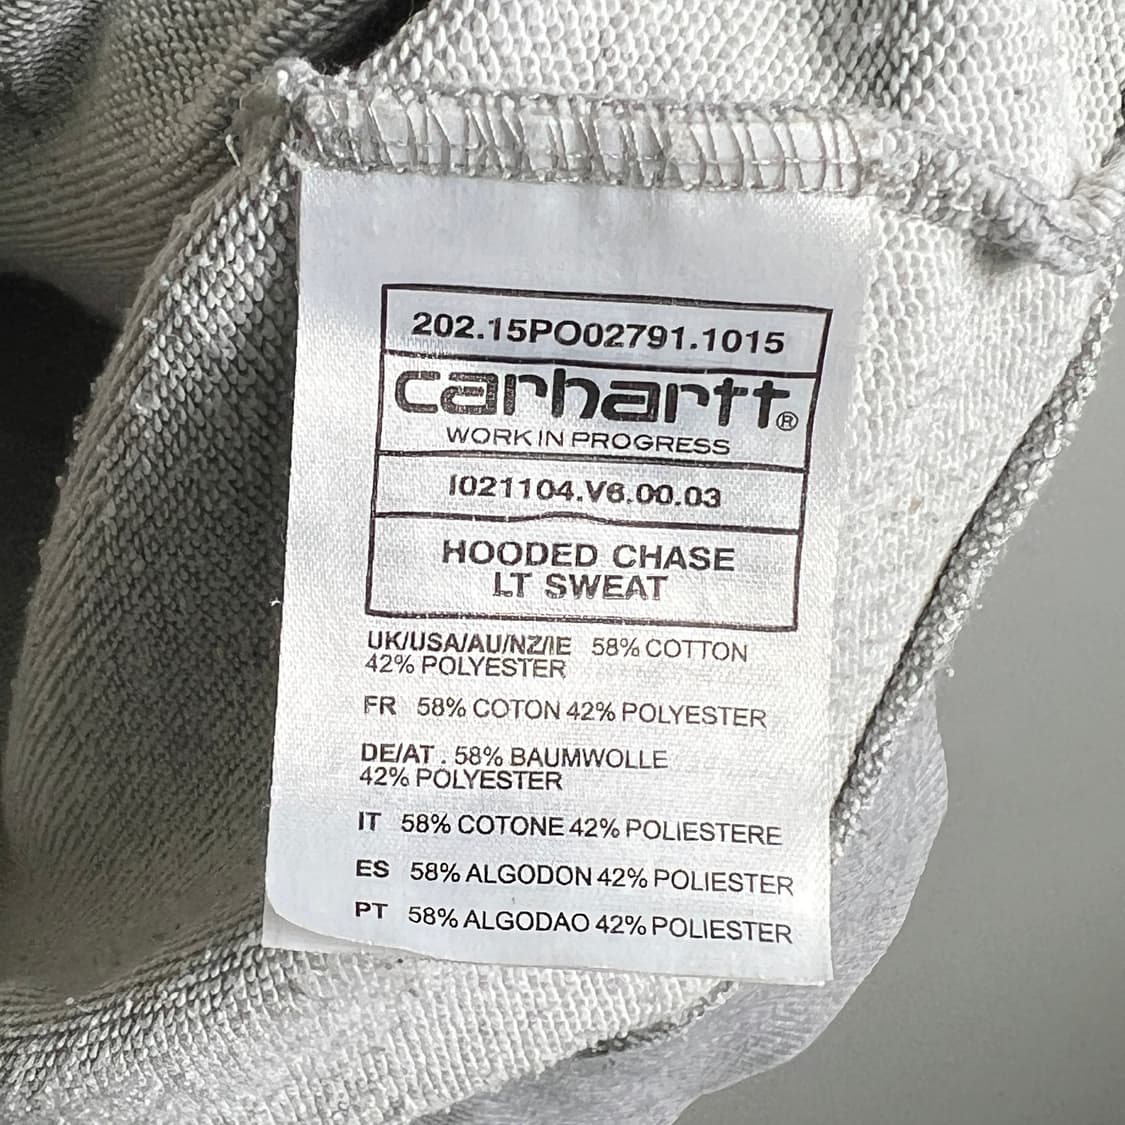 202.15PO02791.1015
carhartt®
WORK IN PROGRESS
I021104.V6.00.03
HOODED CHASE
LT SWEAT
UK/USA/AU/NZ/IE 58% COTTON
42% POLYESTER
FR 58% COTON 42% POLYESTER
DE/AT . 58% BAUMWOLLE
42% POLYESTER
IT 58% COTONE 42% POLIESTERE
ES 58% ALGODON 42% POLIESTER
PT 58% ALGODAO 42% POLIESTER